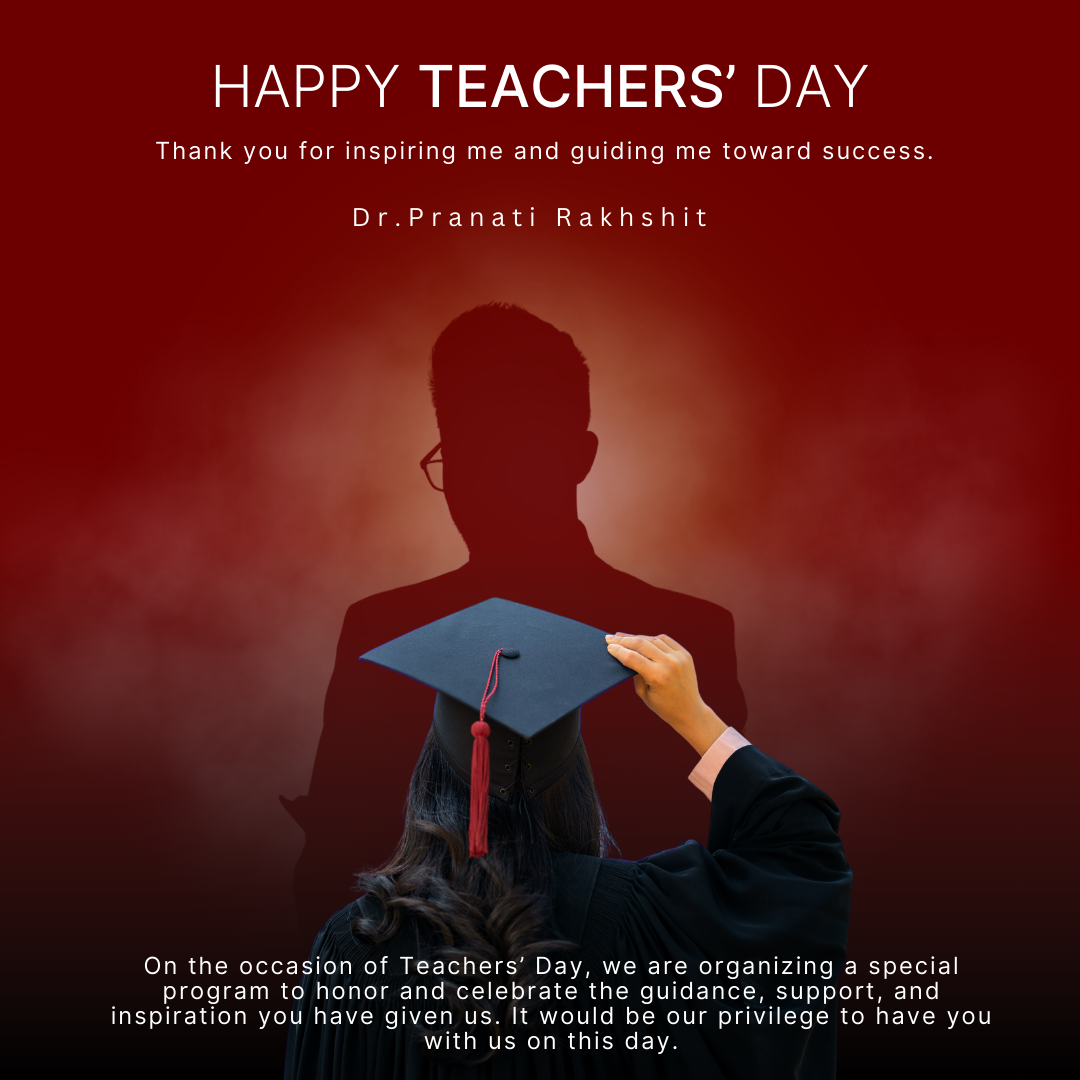 HAPPY TEACHERS’ DAY
Thank you for inspiring me and guiding me toward success.
Dr.Pranati Rakhshit
On the occasion of Teachers’ Day, we are organizing a special
program to honor and celebrate the guidance, support, and
inspiration you have given us. It would be our privilege to have you
with us on this day.